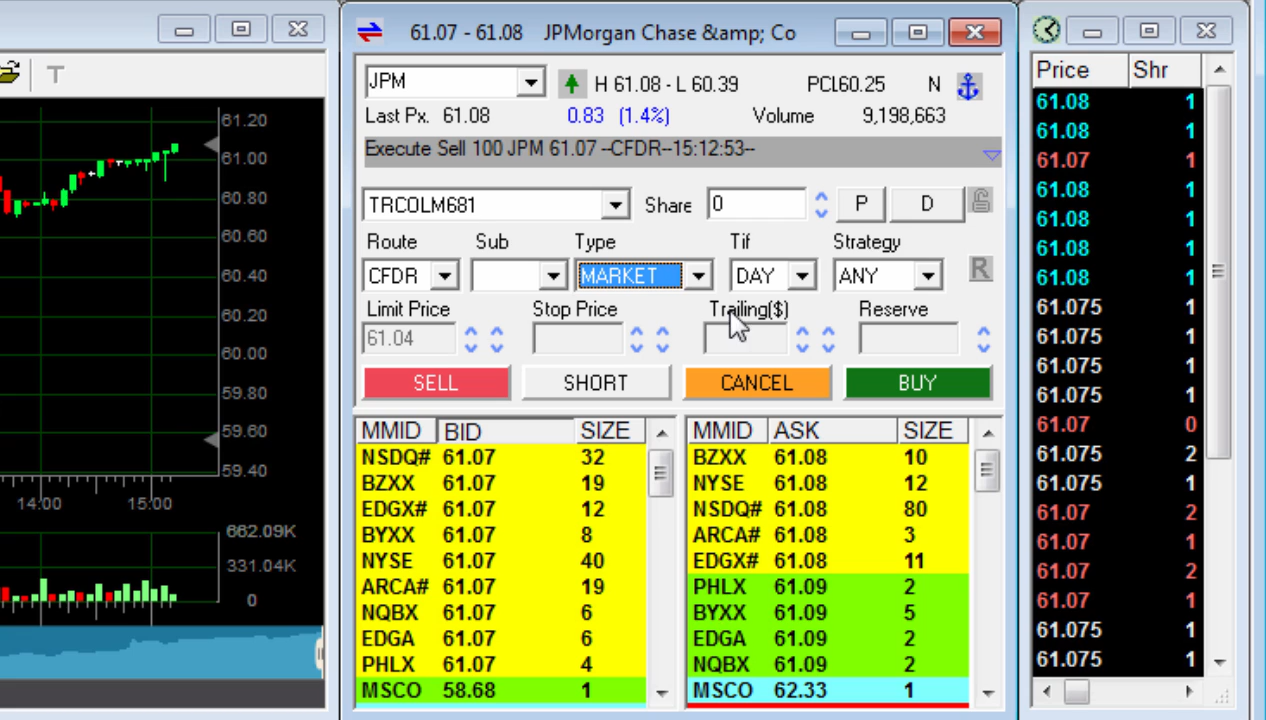 61.07 - 61.08 JPMorgan Chase &amp; Co
T
JPM
H 61.08 - L 60.39 PCL60.25 N
Last Px. 61.08 0.83 (1.4%) Volume 9,198,663
Execute Sell 100 JPM 61.07 --CFDR--15:12:53--
TRCOLM681 Share 0 P D
Route Sub Type Tif Strategy
CFDR MARKET DAY ANY R
Limit Price Stop Price Trailing($) Reserve
61.04
SELL SHORT CANCEL BUY
MMID BID SIZE
NSDQ# 61.07 32
BZXX 61.07 19
EDGX# 61.07 12
BYXX 61.07 8
NYSE 61.07 40
ARCA# 61.07 19
NQBX 61.07 6
EDGA 61.07 6
PHLX 61.07 4
MSCO 58.68 1
MMID ASK SIZE
BZXX 61.08 10
NYSE 61.08 12
NSDQ# 61.08 80
ARCA# 61.08 3
EDGX# 61.08 11
PHLX 61.09 2
BYXX 61.09 5
EDGA 61.09 2
NQBX 61.09 2
MSCO 62.33 1
Price Shr
61.08 1
61.08 1
61.07 1
61.08 1
61.08 1
61.08 1
61.08 1
61.075 1
61.075 1
61.075 1
61.075 1
61.07 0
61.075 2
61.075 1
61.07 2
61.07 1
61.07 2
61.07 1
61.075 1
61.075 1
61.20
61.00
60.80
60.60
60.40
60.20
60.00
59.80
59.60
59.40
14:00 15:00
662.09K
331.04K
0